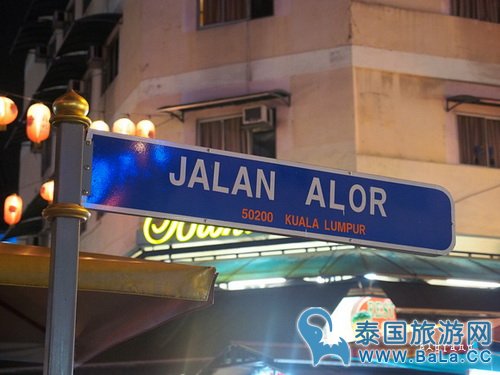 JALAN ALOR
50200 KUALA LUMPUR
泰国旅游网
www.BaLa.CC